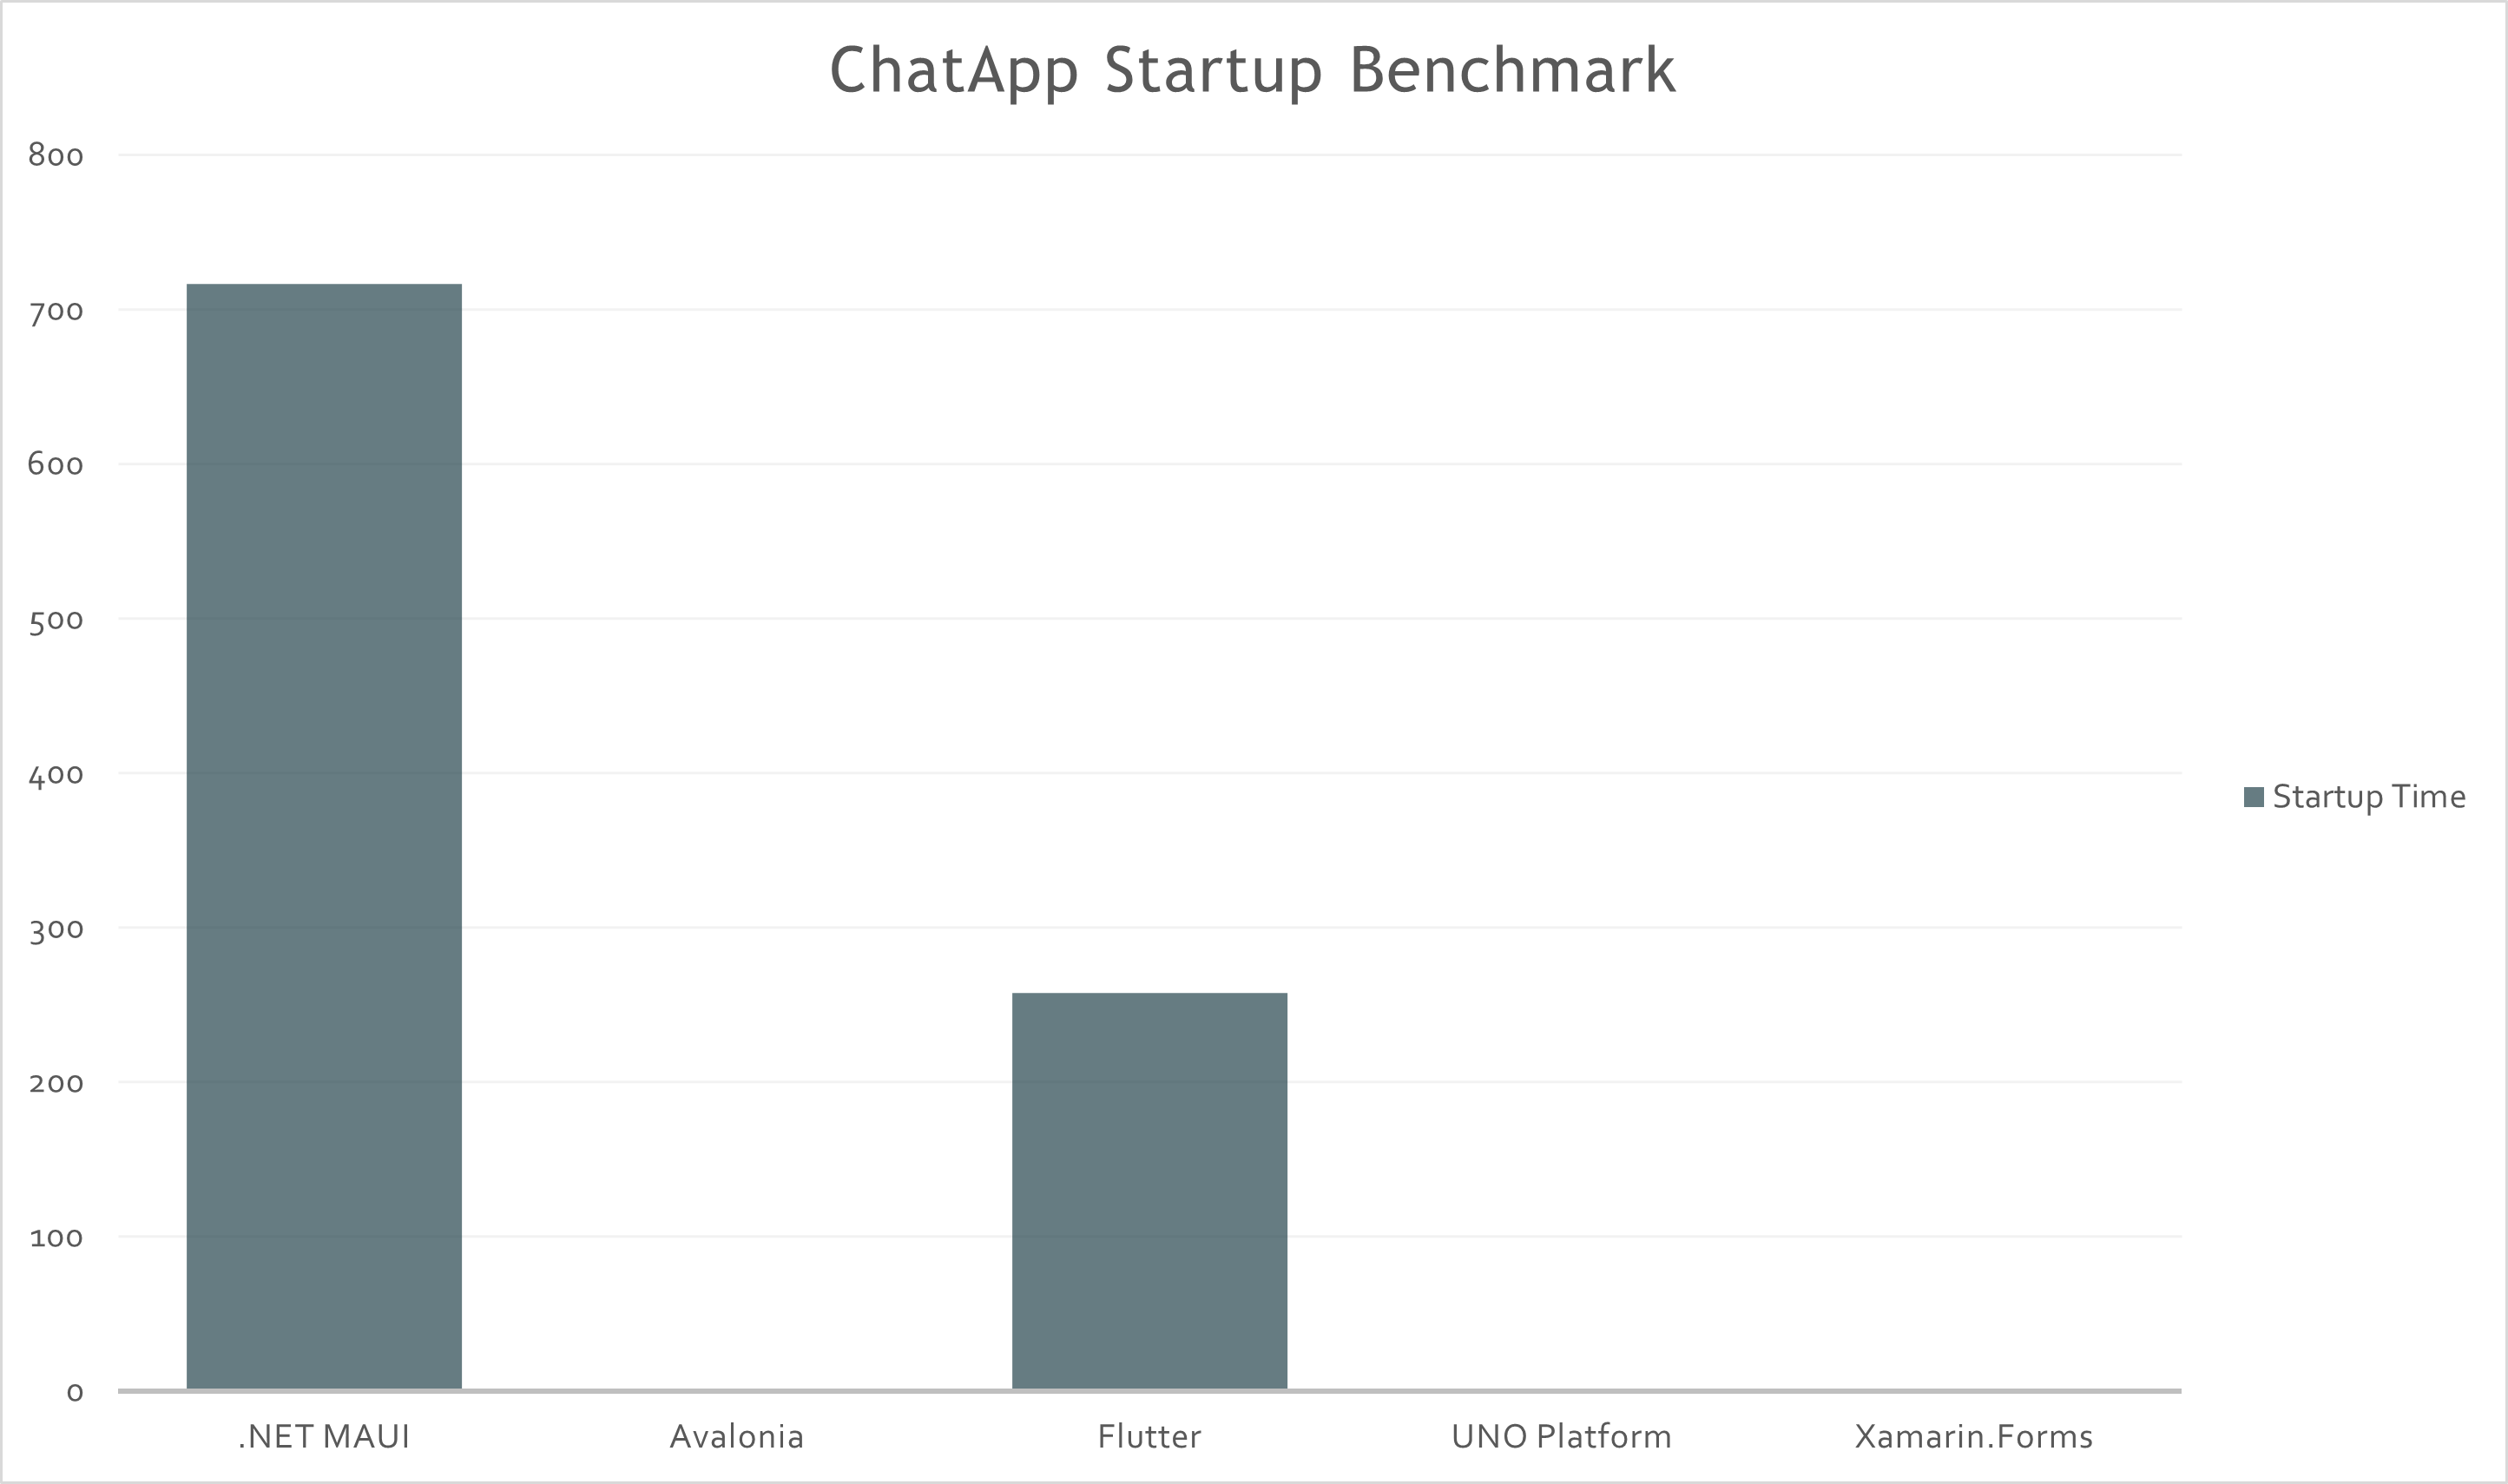 ChatApp Startup Benchmark
800
700
600
500
400
300
200
100
0
.NET MAUI
Avalonia
Flutter
UNO Platform
Xamarin.Forms
Startup Time